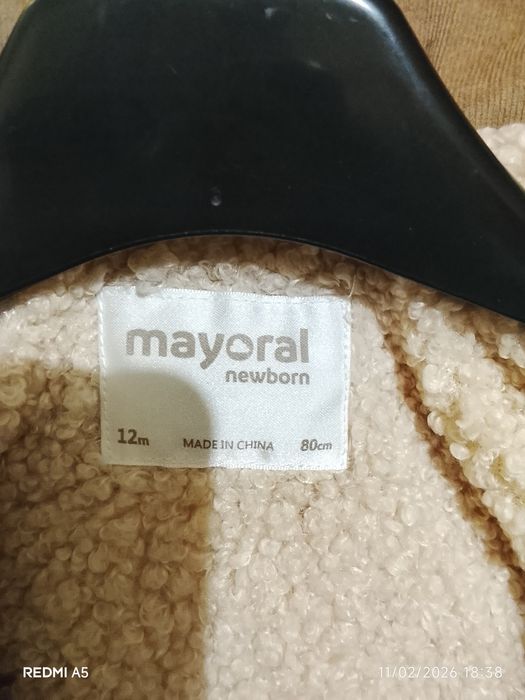 mayoral
newborn
12m MADE IN CHINA 80cm
REDMI A5 11/02/2026 18:38